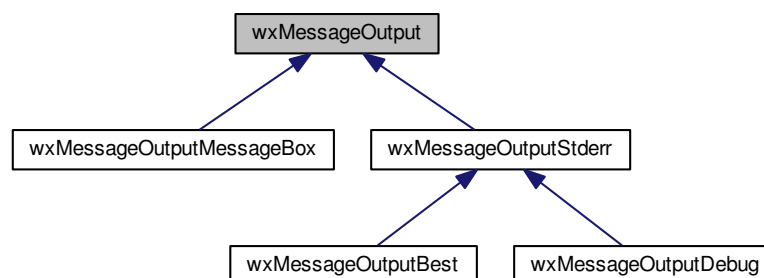 wxMessageOutput
wxMessageOutputMessageBox
wxMessageOutputStderr
wxMessageOutputBest
wxMessageOutputDebug